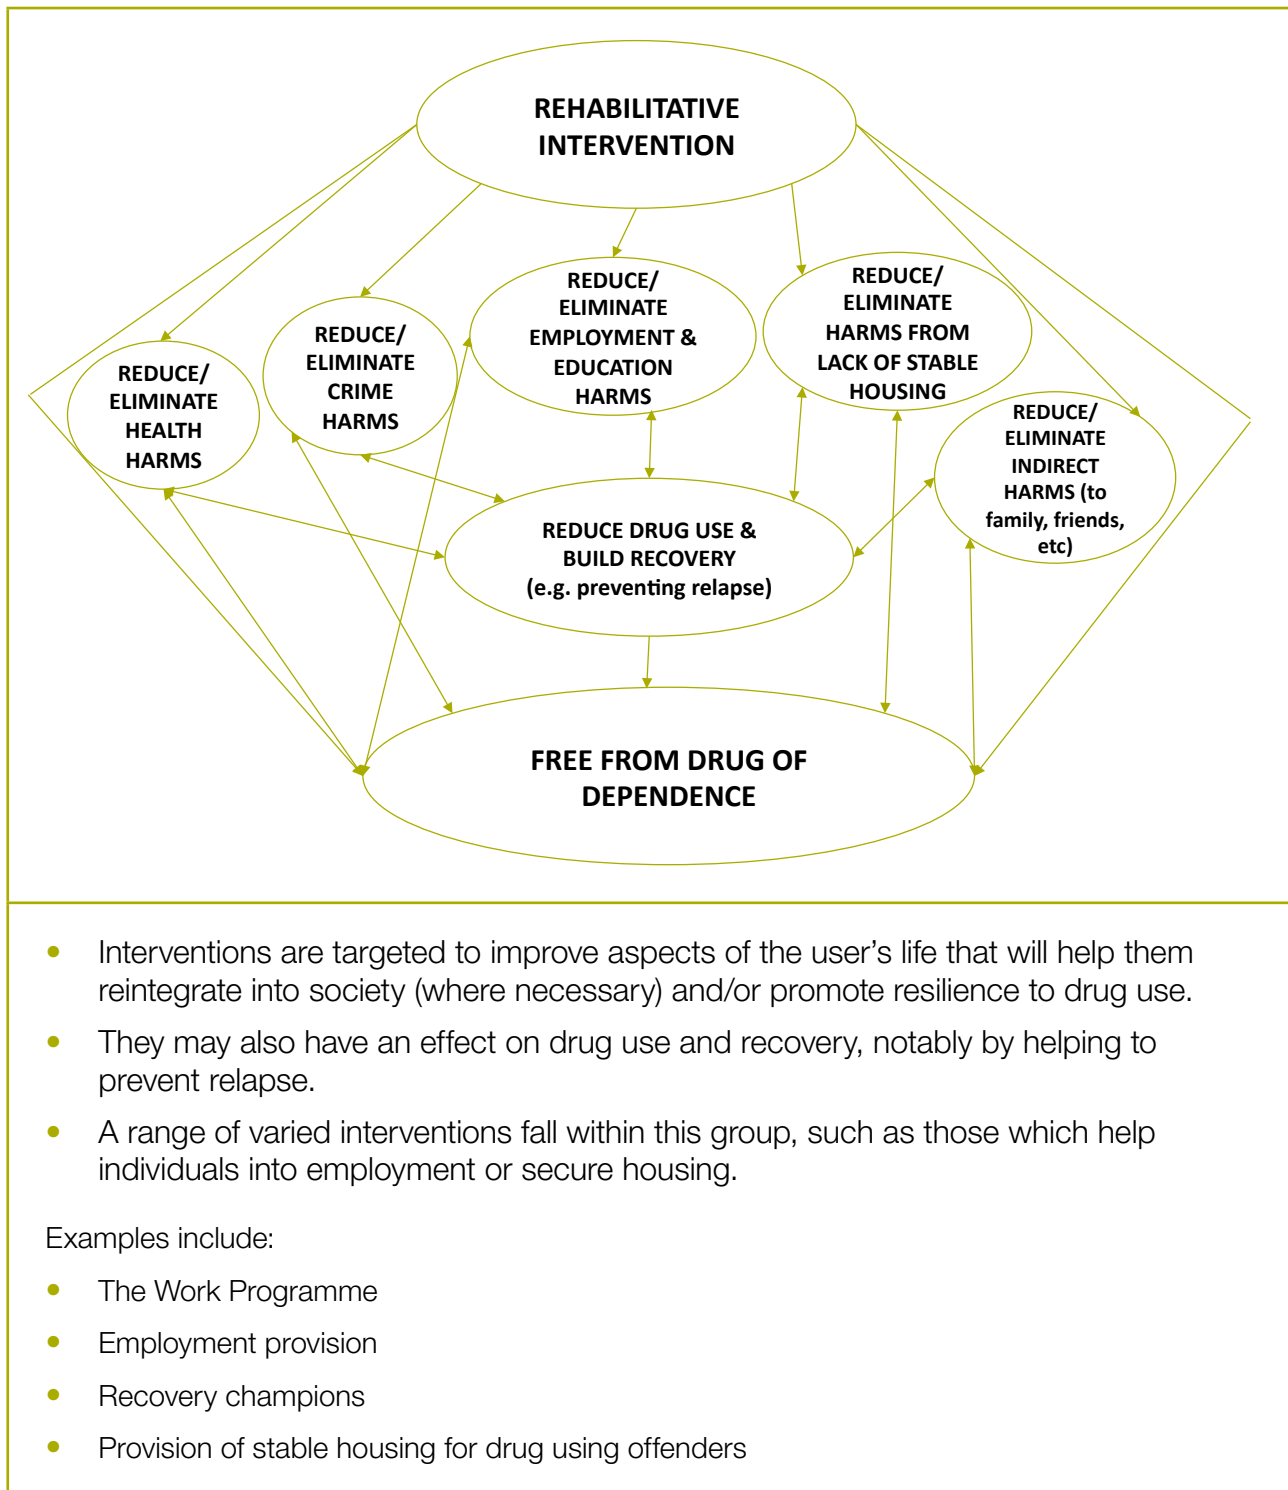 REHABILITATIVE
INTERVENTION
REDUCE/
ELIMINATE
HEALTH
HARMS
REDUCE/
ELIMINATE
CRIME
HARMS
REDUCE/
ELIMINATE
EMPLOYMENT &
EDUCATION
HARMS
REDUCE/
ELIMINATE
HARMS FROM
LACK OF STABLE
HOUSING
REDUCE/
ELIMINATE
INDIRECT
HARMS (to
family, friends,
etc)
REDUCE DRUG USE &
BUILD RECOVERY
(e.g. preventing relapse)
FREE FROM DRUG OF
DEPENDENCE
• Interventions are targeted to improve aspects of the user’s life that will help them
reintegrate into society (where necessary) and/or promote resilience to drug use.
• They may also have an effect on drug use and recovery, notably by helping to
prevent relapse.
• A range of varied interventions fall within this group, such as those which help
individuals into employment or secure housing.
Examples include:
• The Work Programme
• Employment provision
• Recovery champions
• Provision of stable housing for drug using offenders